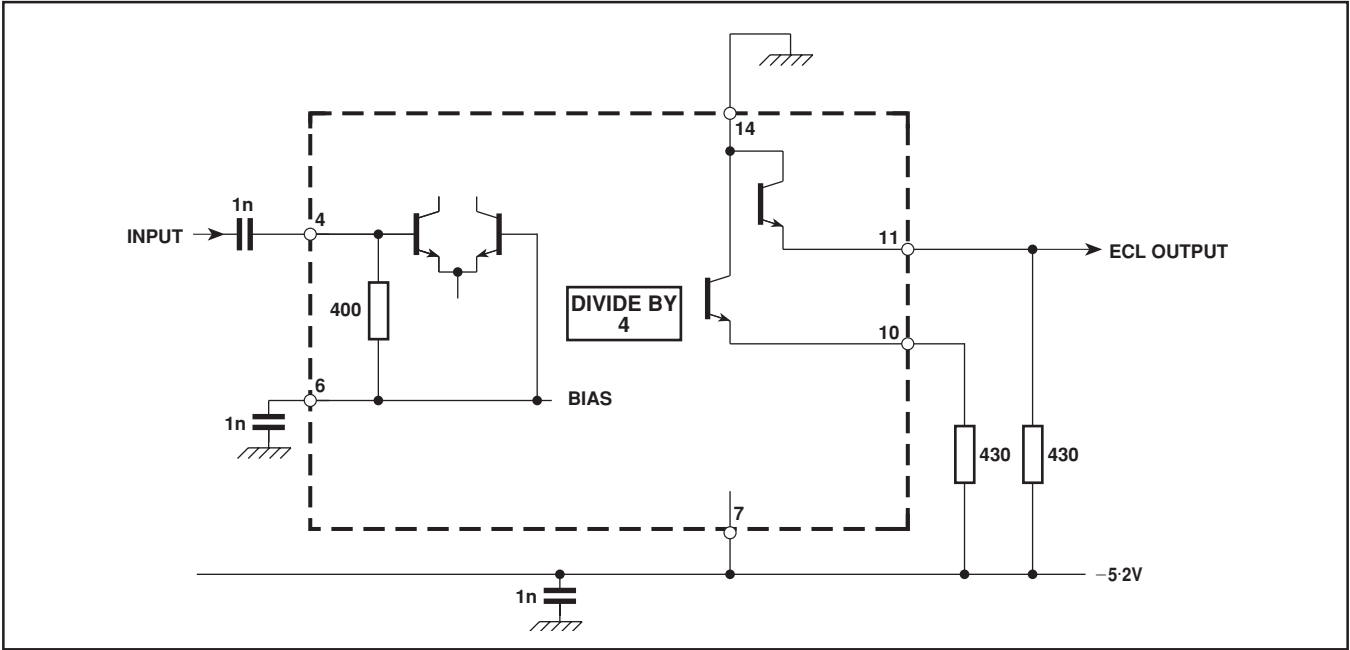 14
1n
4
INPUT
11
ECL OUTPUT
400
DIVIDE BY
4
10
6
BIAS
1n
430
430
7
−5·2V
1n